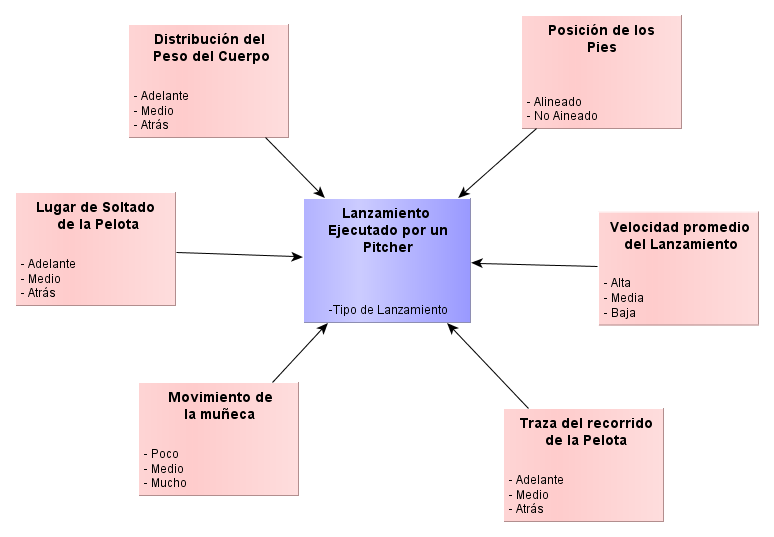 Distribución del
Peso del Cuerpo
- Adelante
- Medio
- Atrás
Posición de los
Pies
- Alineado
- No Aineado
Lugar de Soltado
de la Pelota
- Adelante
- Medio
- Atrás
Lanzamiento
Ejecutado por un
Pitcher
-Tipo de Lanzamiento
Velocidad promedio
del Lanzamiento
- Alta
- Media
- Baja
Movimiento de
la muñeca
- Poco
- Medio
- Mucho
Traza del recorrido
de la Pelota
- Adelante
- Medio
- Atrás